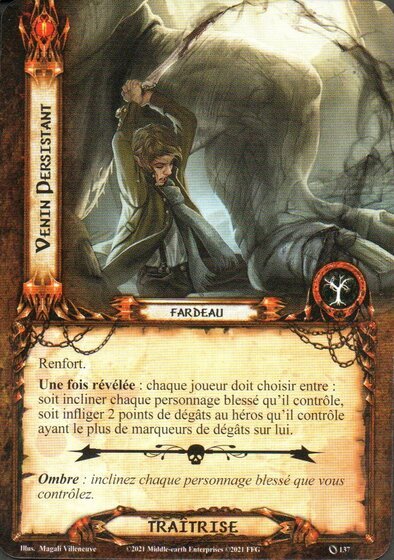 Venin Persistant
FARDEAU
Renfort.
Une fois révélée : chaque joueur doit choisir entre :
soit incliner chaque personnage blessé qu'il contrôle,
soit infliger 2 points de dégâts au héros qu'il contrôle
ayant le plus de marqueurs de dégâts sur lui.
Ombre : inclinez chaque personnage blessé que vous
contrôlez.
TRAÎTRISE
Illus. Magali Villeneuve ©2021 Middle-earth Enterprises ©2021 FFG 137